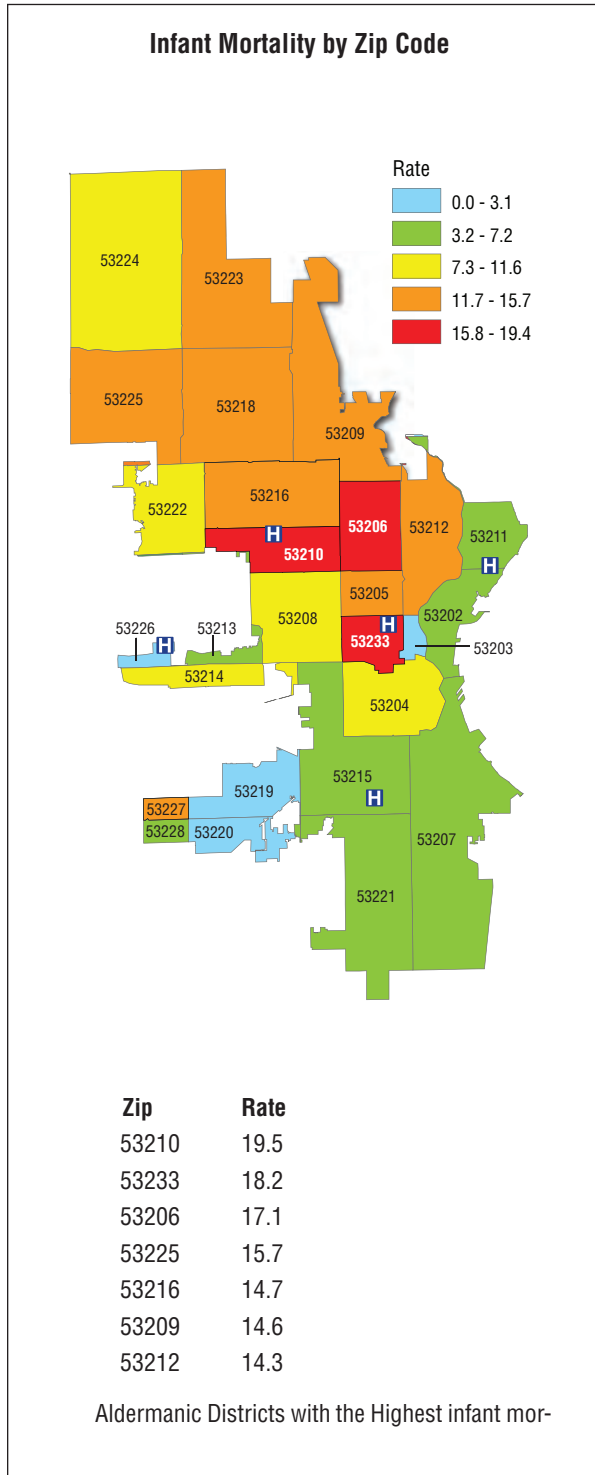 Infant Mortality by Zip Code
Rate
0.0 - 3.1
3.2 - 7.2
7.3 - 11.6
11.7 - 15.7
15.8 - 19.4
53224
53223
53225
53218
53209
53222
53216
53206
53212
53211
H
53210
H
53205
53202
53208
53226
H
53213
H
53233
53203
53214
53204
53219
53215
H
53227
53228
53220
53207
53221
Zip Rate
53210 19.5
53233 18.2
53206 17.1
53225 15.7
53216 14.7
53209 14.6
53212 14.3
Aldermanic Districts with the Highest infant mor-